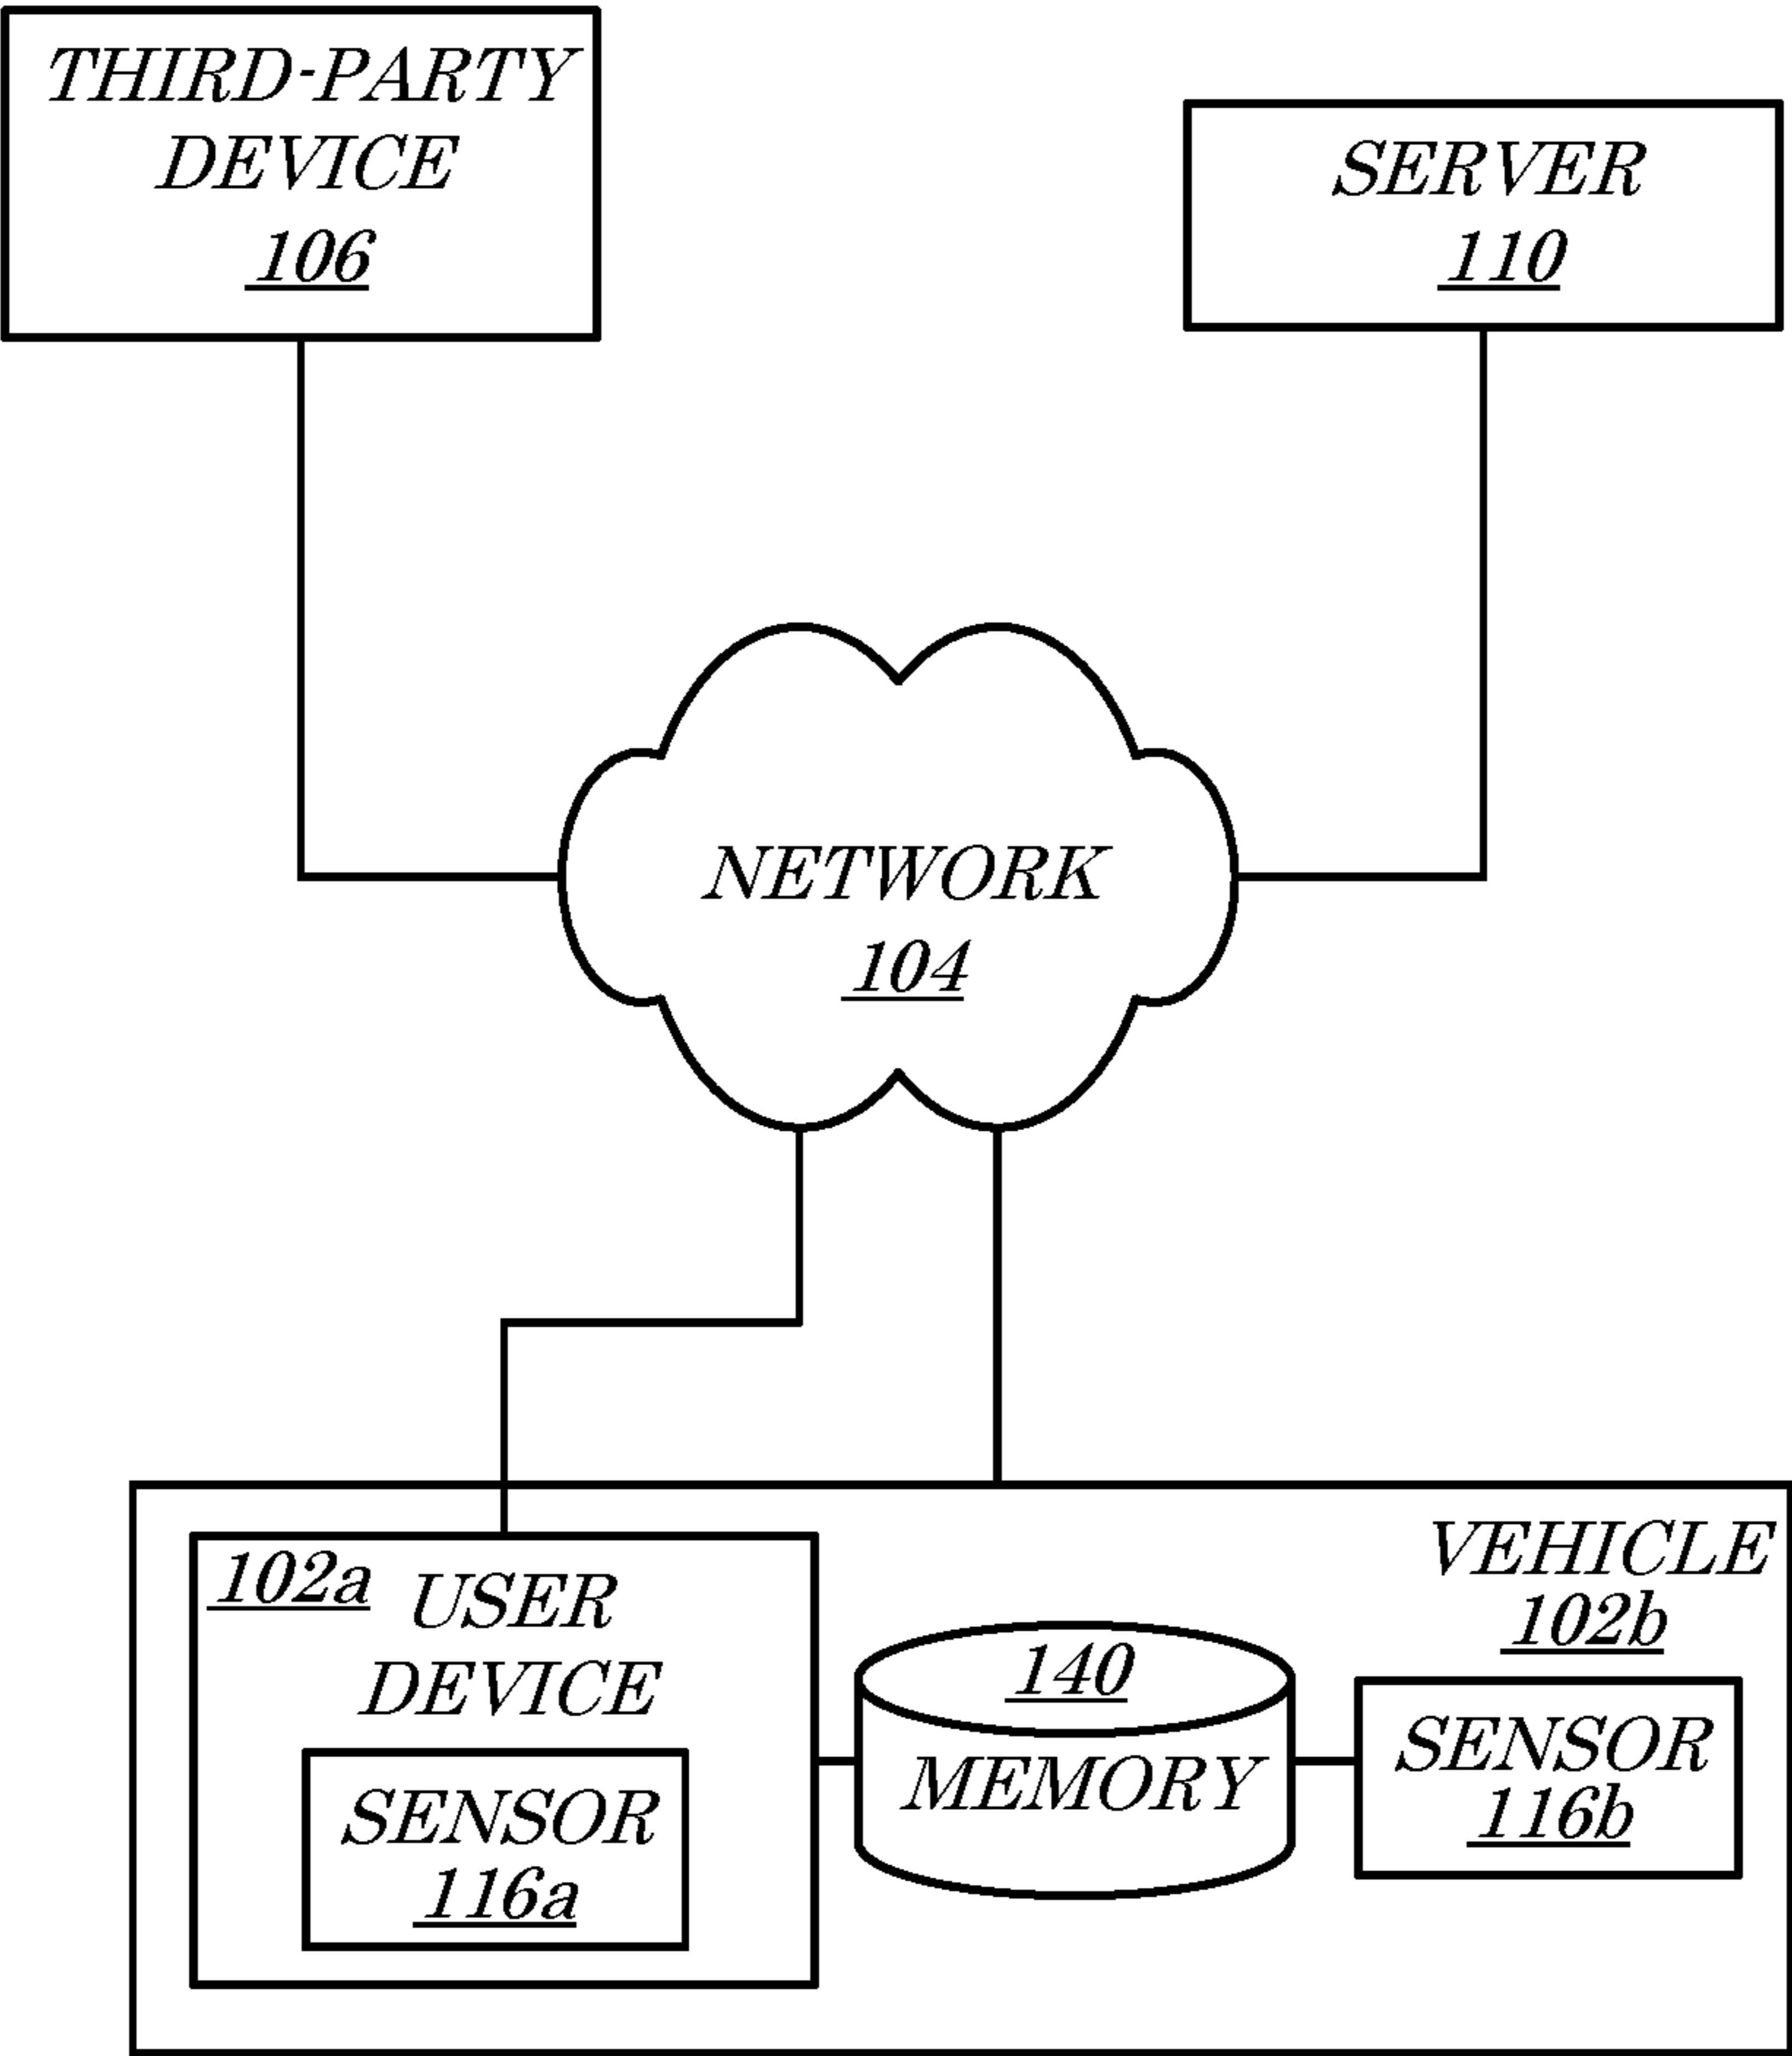 THIRD-PARTY
DEVICE
106
SERVER
110
NETWORK
104
102a
USER
DEVICE
SENSOR
116a
140
MEMORY
VEHICLE
102b
SENSOR
116b